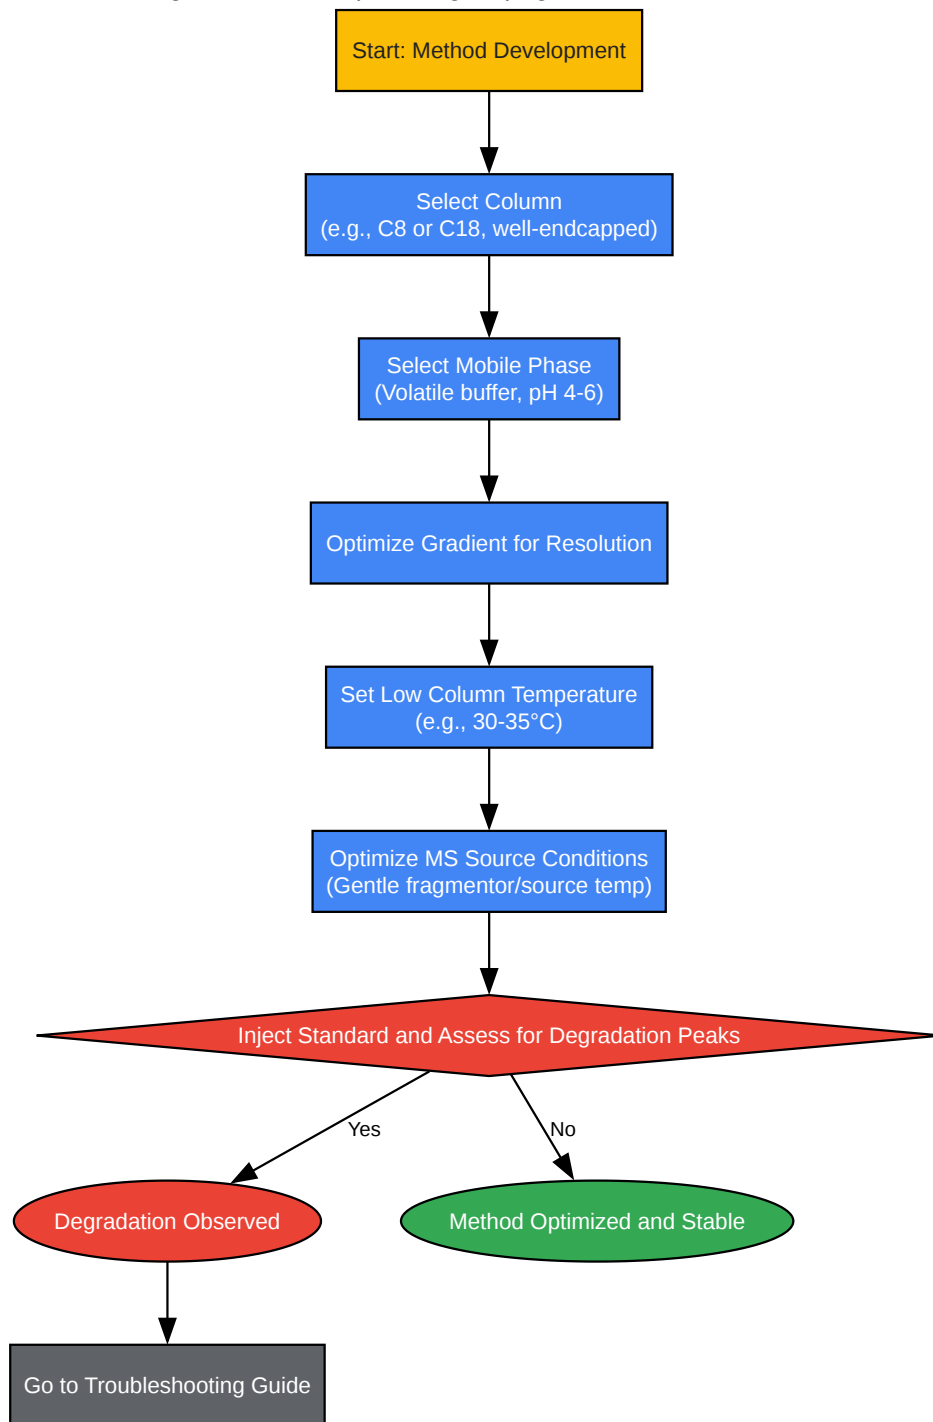 Start: Method Development
Select Column
(e.g., C8 or C18, well-endcapped)
Select Mobile Phase
(Volatile buffer, pH 4-6)
Optimize Gradient for Resolution
Set Low Column Temperature
(e.g., 30-35°C)
Optimize MS Source Conditions
(Gentle fragmentor/source temp)
Inject Standard and Assess for Degradation Peaks
Yes
No
Degradation Observed
Method Optimized and Stable
Go to Troubleshooting Guide